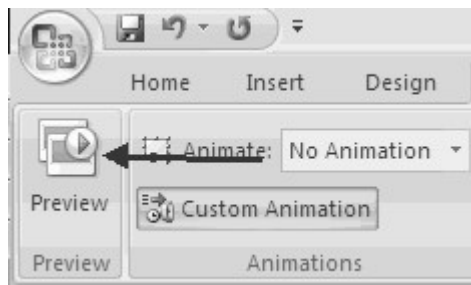 Home Insert Design
Animate: No Animation
Preview Custom Animation
Preview Animations